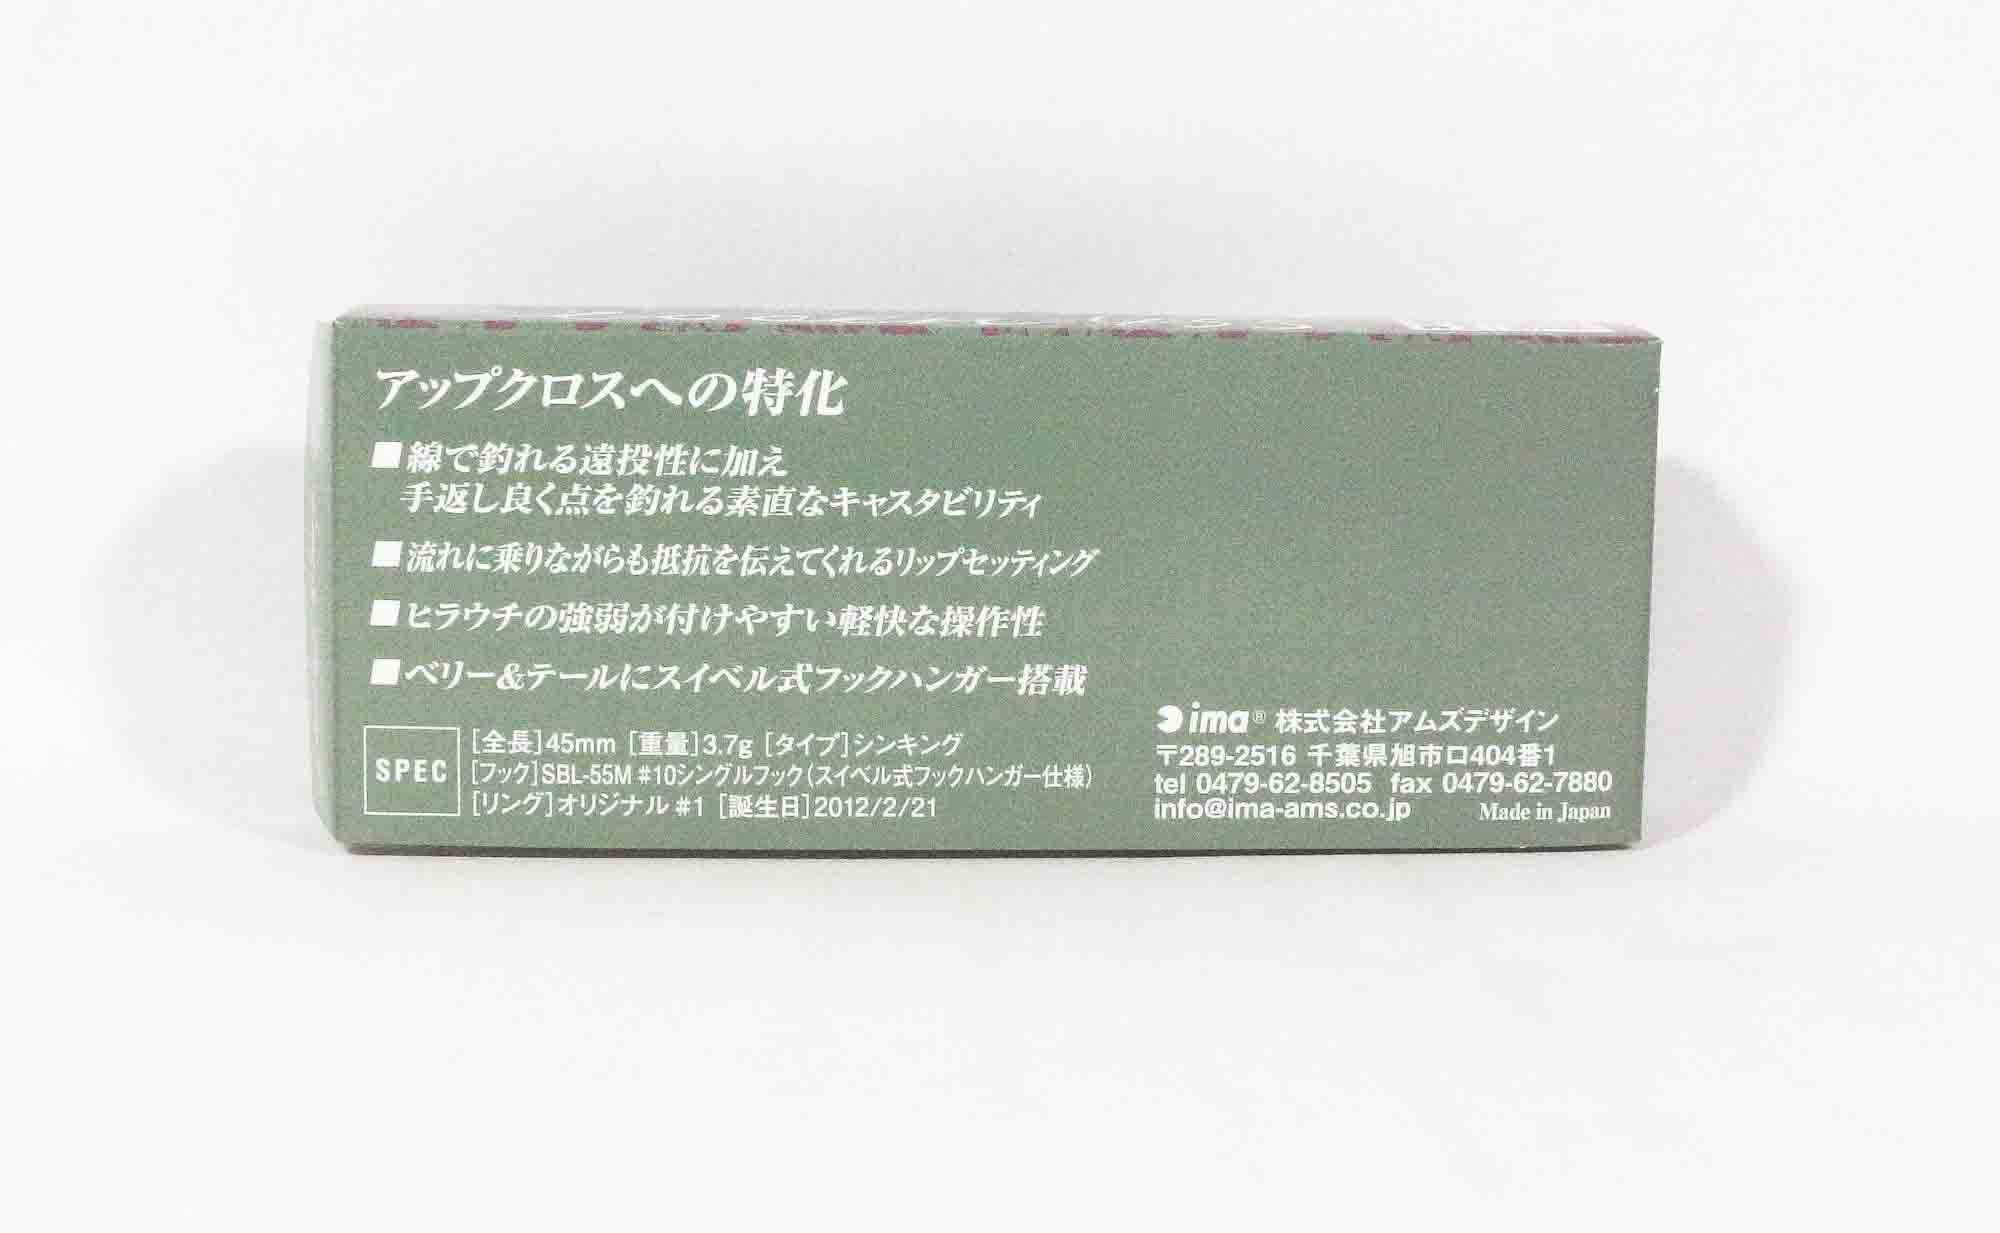 アップクロスへの特化
■線で釣れる遠投性に加え
手返し良く点を釣れる素直なキャスタビリティ
■流れに乗りながらも抵抗を伝えてくれるリップセッティング
■ヒラウチの強弱が付けやすい軽快な操作性
■ベリー&テールにスイベル式フックハンガー搭載
SPEC
[全長]45mm [重量]3.7g [タイプ]シンキング
[フック]SBL-55M #10シングルフック(スイベル式フックハンガー仕様)
[リング]オリジナル#1 [誕生日]2012/2/21
ima® 株式会社アムズデザイン
〒289-2516 千葉県旭市ロ404番1
tel 0479-62-8505 fax 0479-62-7880
info@ima-ams.co.jp Made in Japan